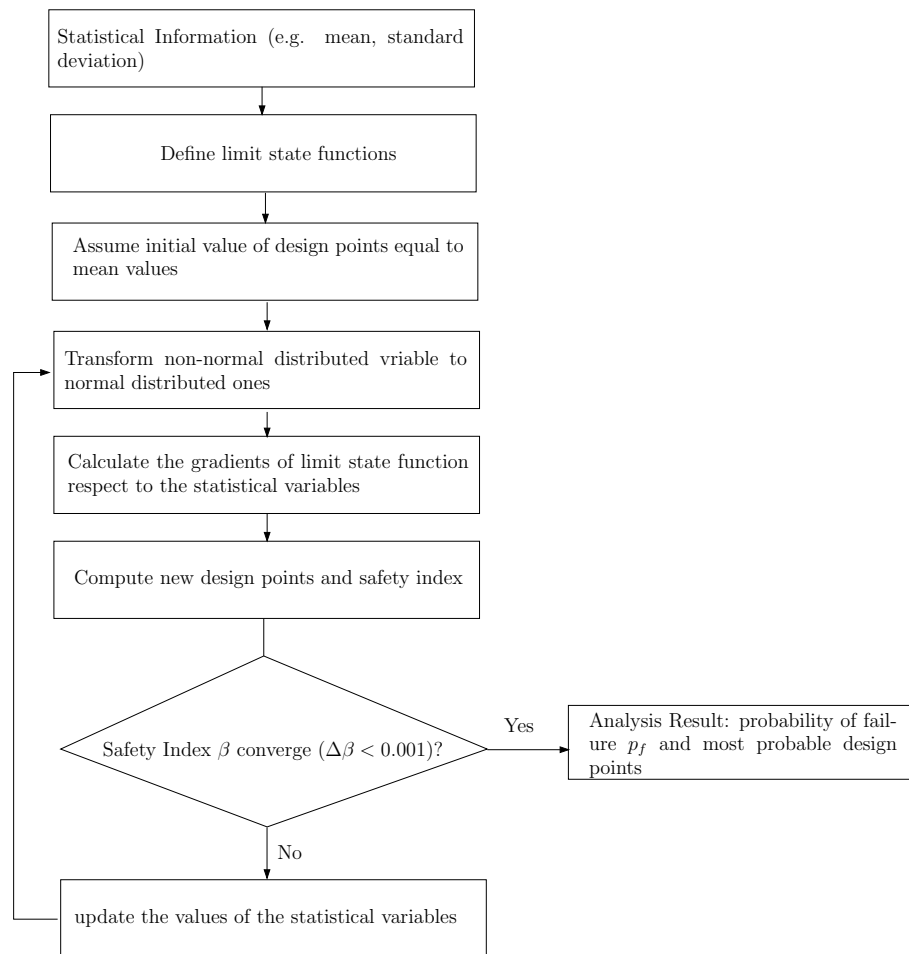 Statistical Information (e.g. mean, standard
deviation)
Define limit state functions
Assume initial value of design points equal to
mean values
Transform non-normal distributed vriable to
normal distributed ones
Calculate the gradients of limit state function
respect to the statistical variables
Compute new design points and safety index
Safety Index β converge (Δβ < 0.001)?
Yes
Analysis Result: probability of fail-
ure p_f and most probable design
points
No
update the values of the statistical variables